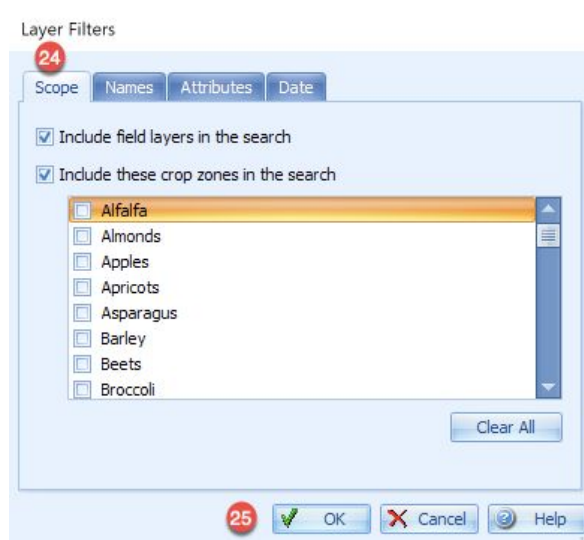 Layer Filters
24
Scope Names Attributes Date
Include field layers in the search
Include these crop zones in the search
Alfalfa
Almonds
Apples
Apricots
Asparagus
Barley
Beets
Broccoli
Clear All
25 OK Cancel Help